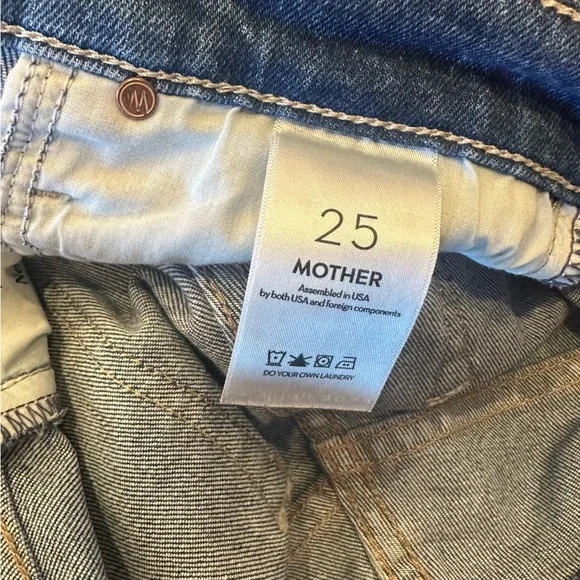 25
MOTHER
Assembled in USA
by both USA and foreign components
DO YOUR OWN LAUNDRY